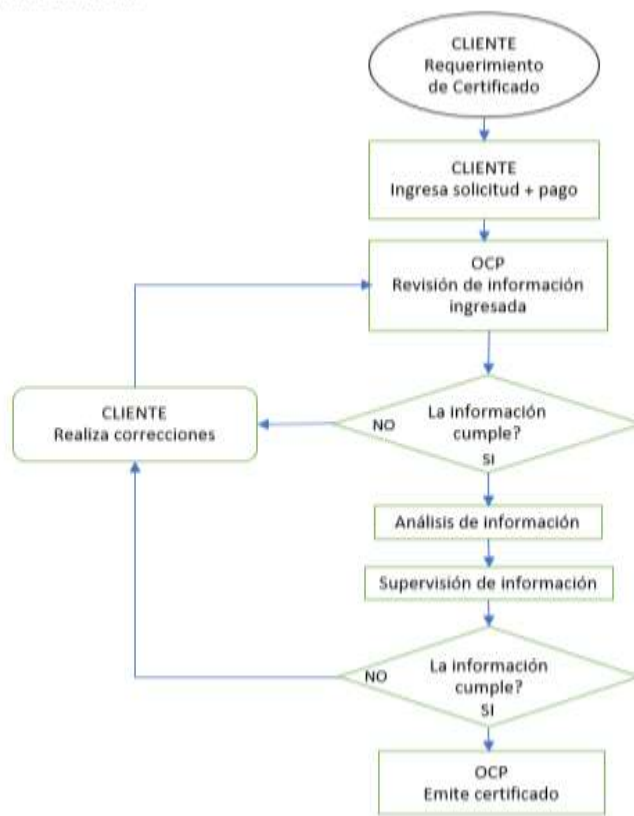 CLIENTE
Requerimiento
de Certificado
CLIENTE
Ingresa solicitud + pago
OCP
Revisión de información
ingresada
CLIENTE
Realiza correcciones
NO
La información
cumple?
SI
Análisis de información
Supervisión de información
NO
La información
cumple?
SI
OCP
Emite certificado